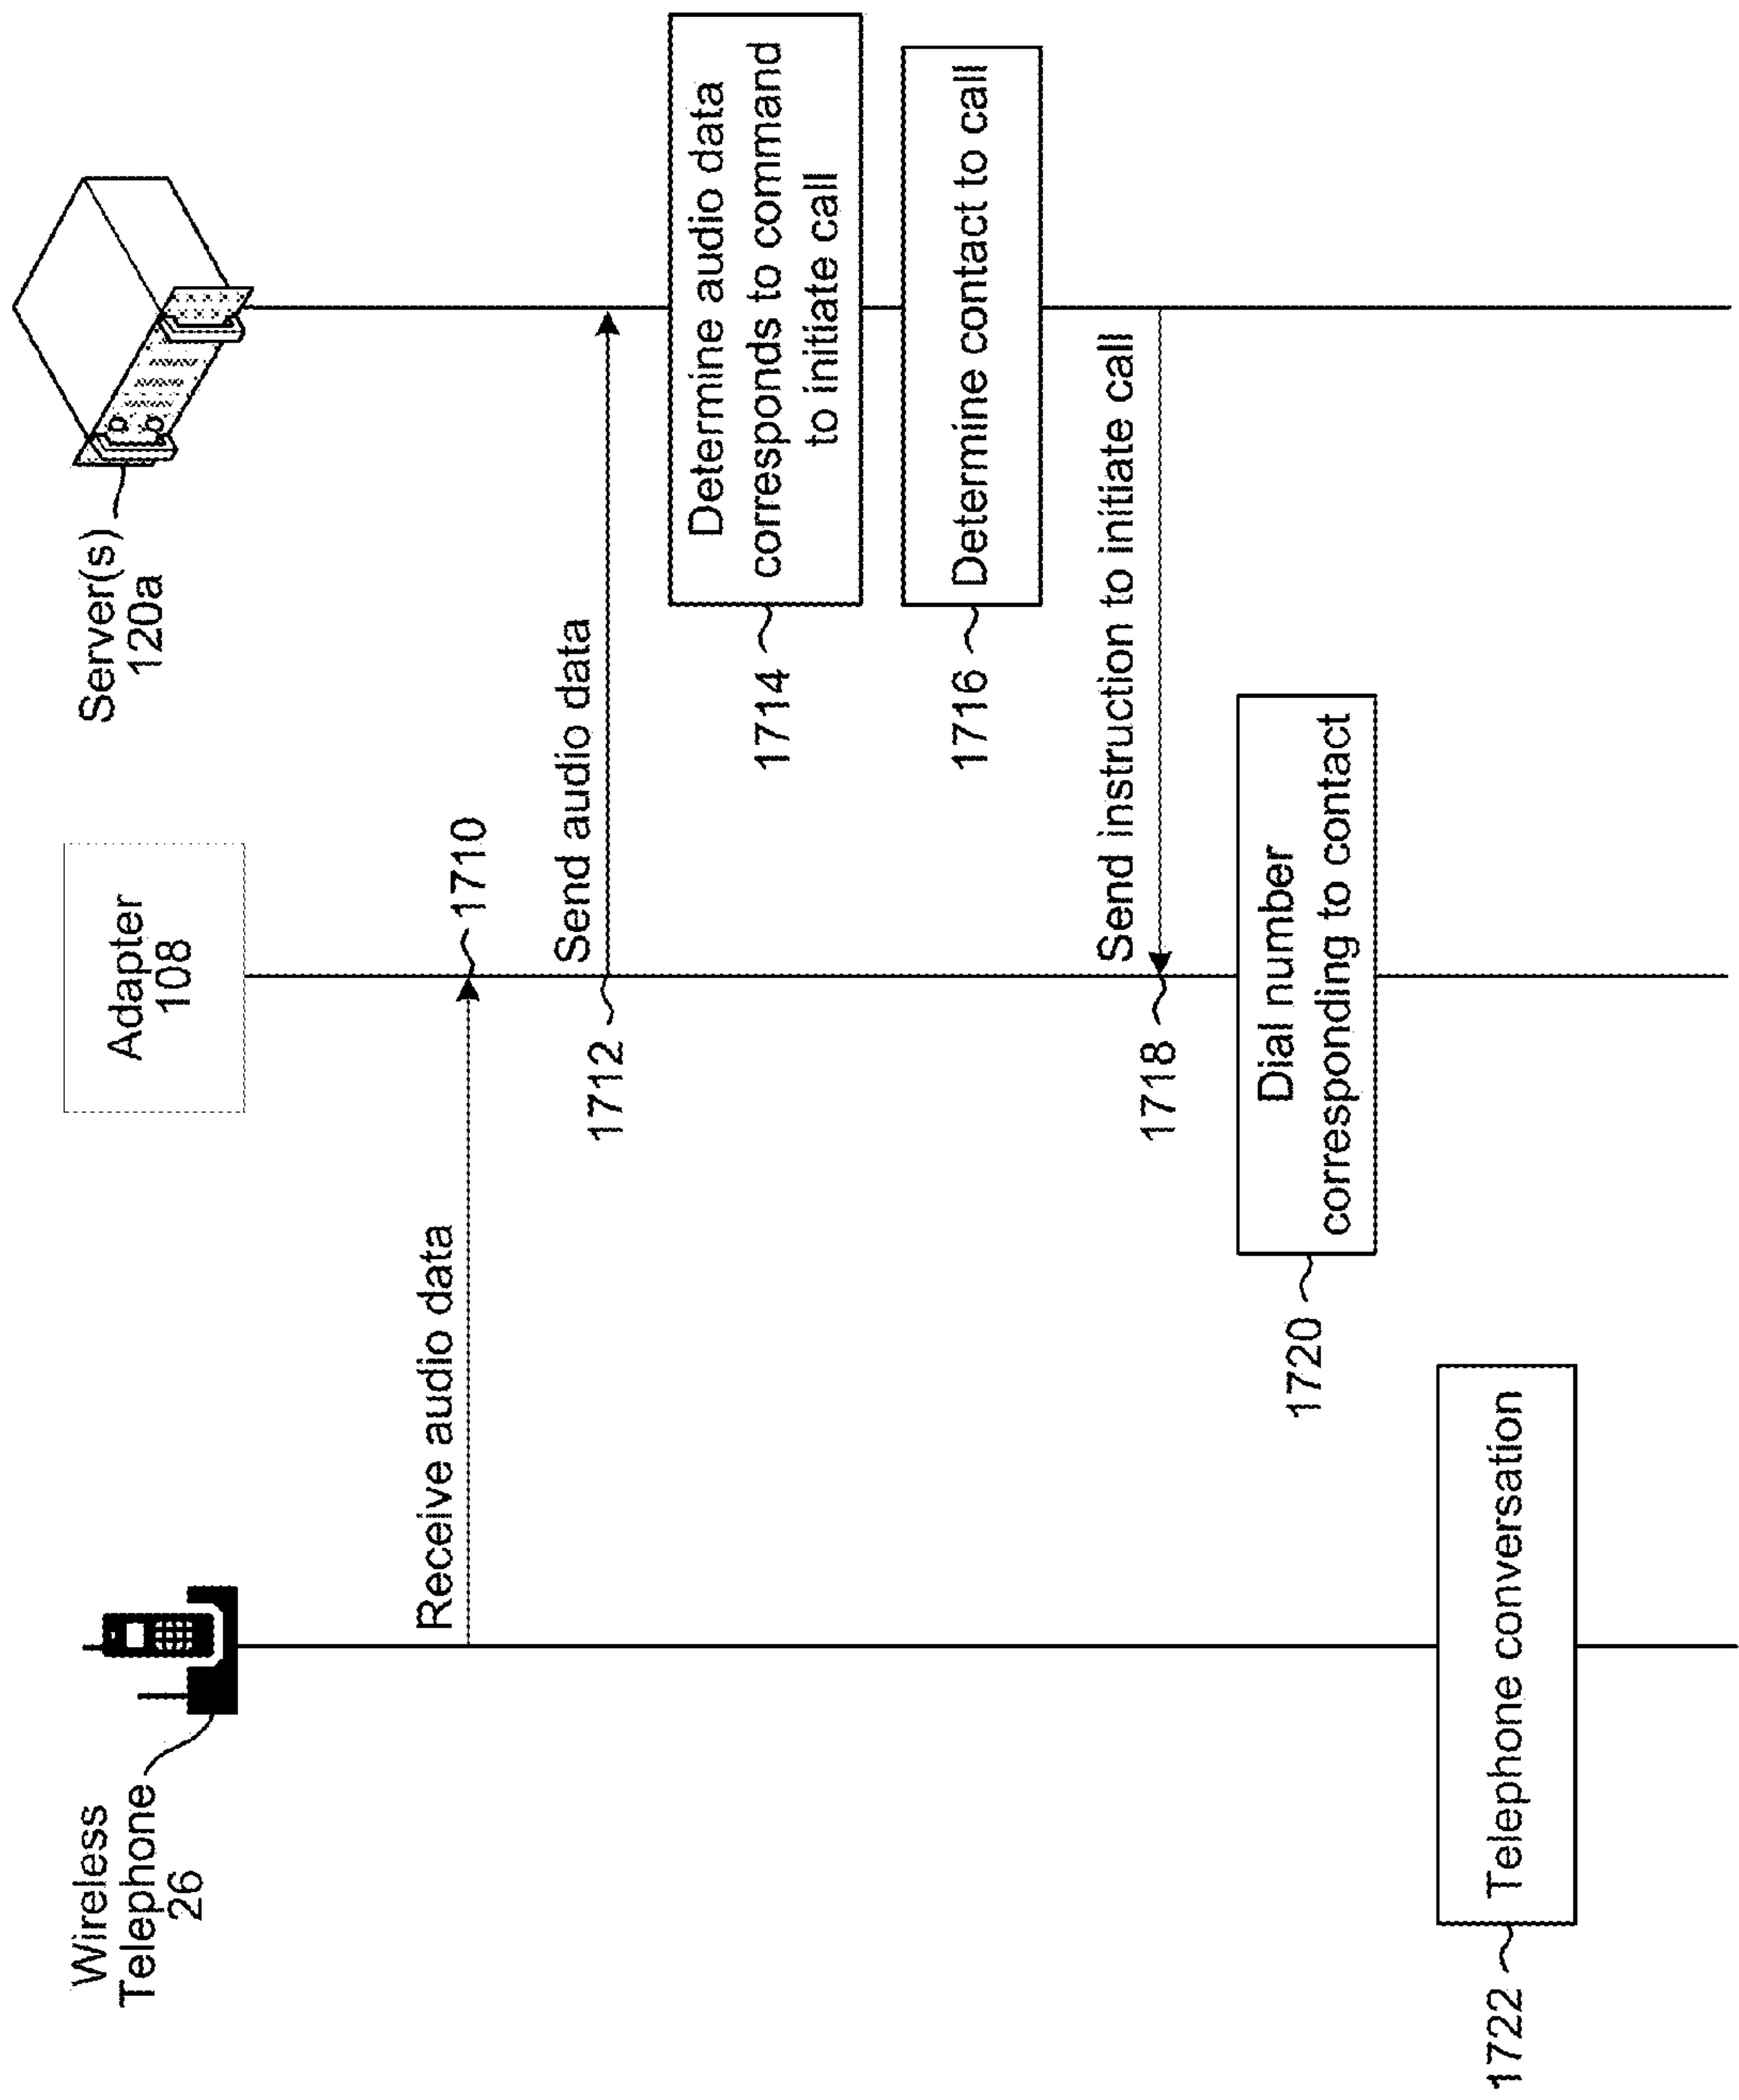 Wireless
Telephone
26
Adapter
108
Server(s)
120a
Receive audio data
1710
Send audio data
1712
1714
Determine audio data
corresponds to command
to initiate call
1716
Determine contact to call
Send instruction to initiate call
1718
1720
Dial number
corresponding to contact
1722
Telephone conversation